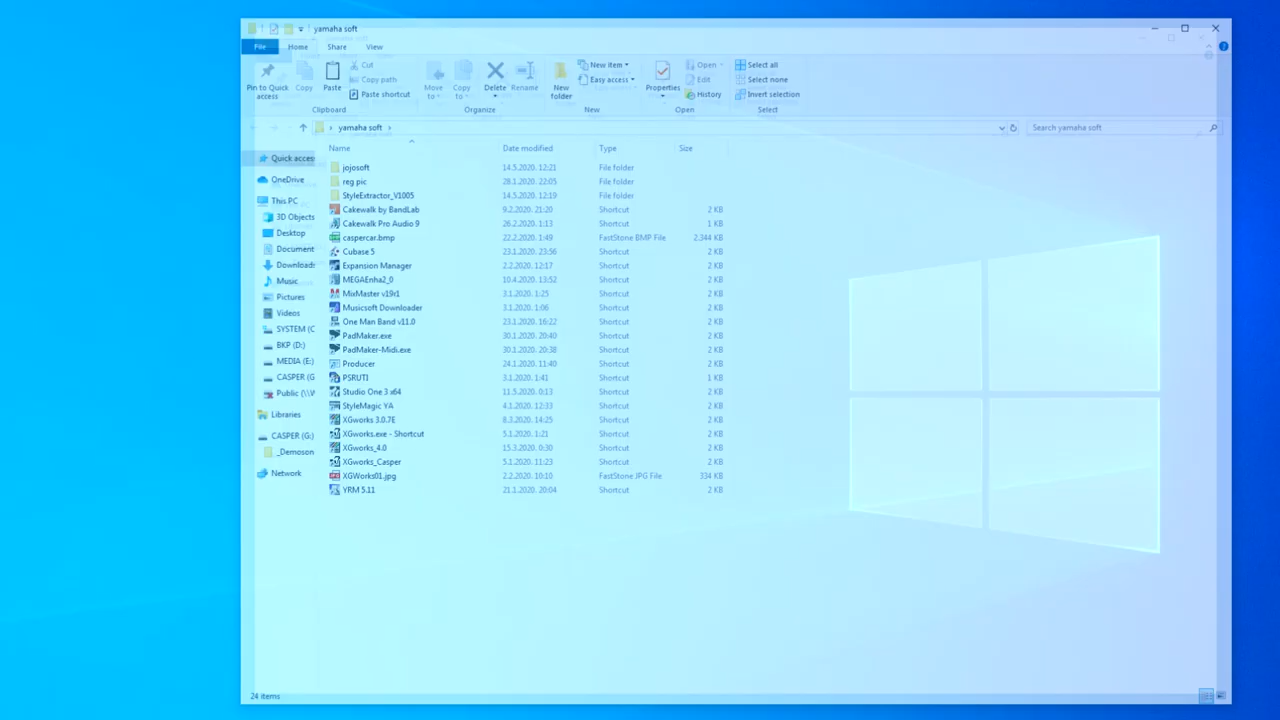 yamaha soft
File Home Share View
Pin to Quick access
Copy
Paste
Cut
Copy path
Paste shortcut
Move to
Copy to
Delete
Rename
New folder
New item
Easy access
Properties
Open
Edit
History
Select all
Select none
Invert selection
Clipboard Organize New Open Select
yamaha soft
Search yamaha soft
Name Date modified Type Size
jojosoft 14.5.2020. 12:21 File folder
reg pic 28.1.2020. 22:05 File folder
StyleExtractor_V1005 14.5.2020. 12:19 File folder
Cakewalk by BandLab 9.2.2020. 21:20 Shortcut 2 KB
Cakewalk Pro Audio 9 26.2.2020. 1:13 Shortcut 1 KB
caspercar.bmp 22.2.2020. 1:49 FastStone BMP File 2.344 KB
Cubase 5 23.1.2020. 23:56 Shortcut 2 KB
Expansion Manager 2.2.2020. 12:17 Shortcut 2 KB
MEGAEnha2_0 10.4.2020. 13:52 Shortcut 2 KB
MixMaster v19r1 3.1.2020. 1:25 Shortcut 2 KB
Musicsoft Downloader 3.1.2020. 1:06 Shortcut 2 KB
One Man Band v11.0 23.1.2020. 16:22 Shortcut 2 KB
PadMaker.exe 30.1.2020. 20:40 Shortcut 2 KB
PadMaker-Midi.exe 30.1.2020. 20:38 Shortcut 2 KB
Producer 24.1.2020. 11:40 Shortcut 2 KB
PSRUTI 3.1.2020. 1:41 Shortcut 1 KB
Studio One 3 x64 11.5.2020. 0:13 Shortcut 2 KB
StyleMagic YA 4.1.2020. 12:33 Shortcut 2 KB
XGworks 3.0.7E 8.3.2020. 14:25 Shortcut 2 KB
XGworks.exe - Shortcut 5.1.2020. 1:21 Shortcut 2 KB
XGworks_4.0 15.3.2020. 0:30 Shortcut 2 KB
XGworks_Casper 5.1.2020. 11:23 Shortcut 2 KB
XGWorks01.jpg 2.2.2020. 10:10 FastStone JPG File 334 KB
YRM 5.11 21.1.2020. 20:04 Shortcut 2 KB
Quick acces
OneDrive
This PC
3D Objects
Desktop
Document
Download
Music
Pictures
Videos
SYSTEM (C
BKP (D:)
MEDIA (E:)
CASPER (G
Public (\\V
Libraries
CASPER (G:)
_Demoson
Network
24 items